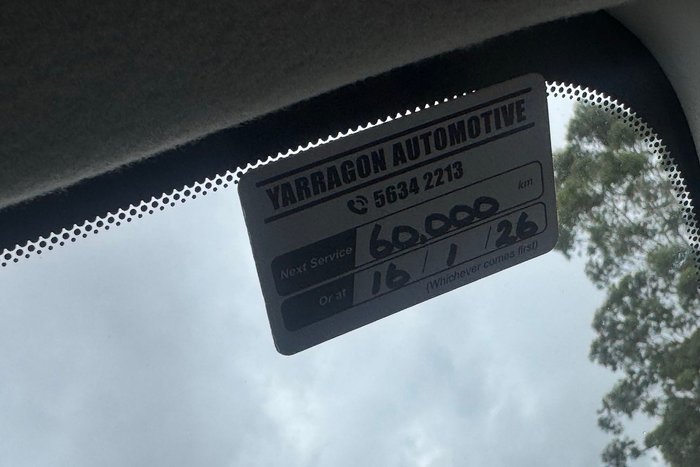 YARRAGON AUTOMOTIVE
5634 2213
Next Service 60,000 km
Or at 16 / 1 / 26
(Whichever comes first)